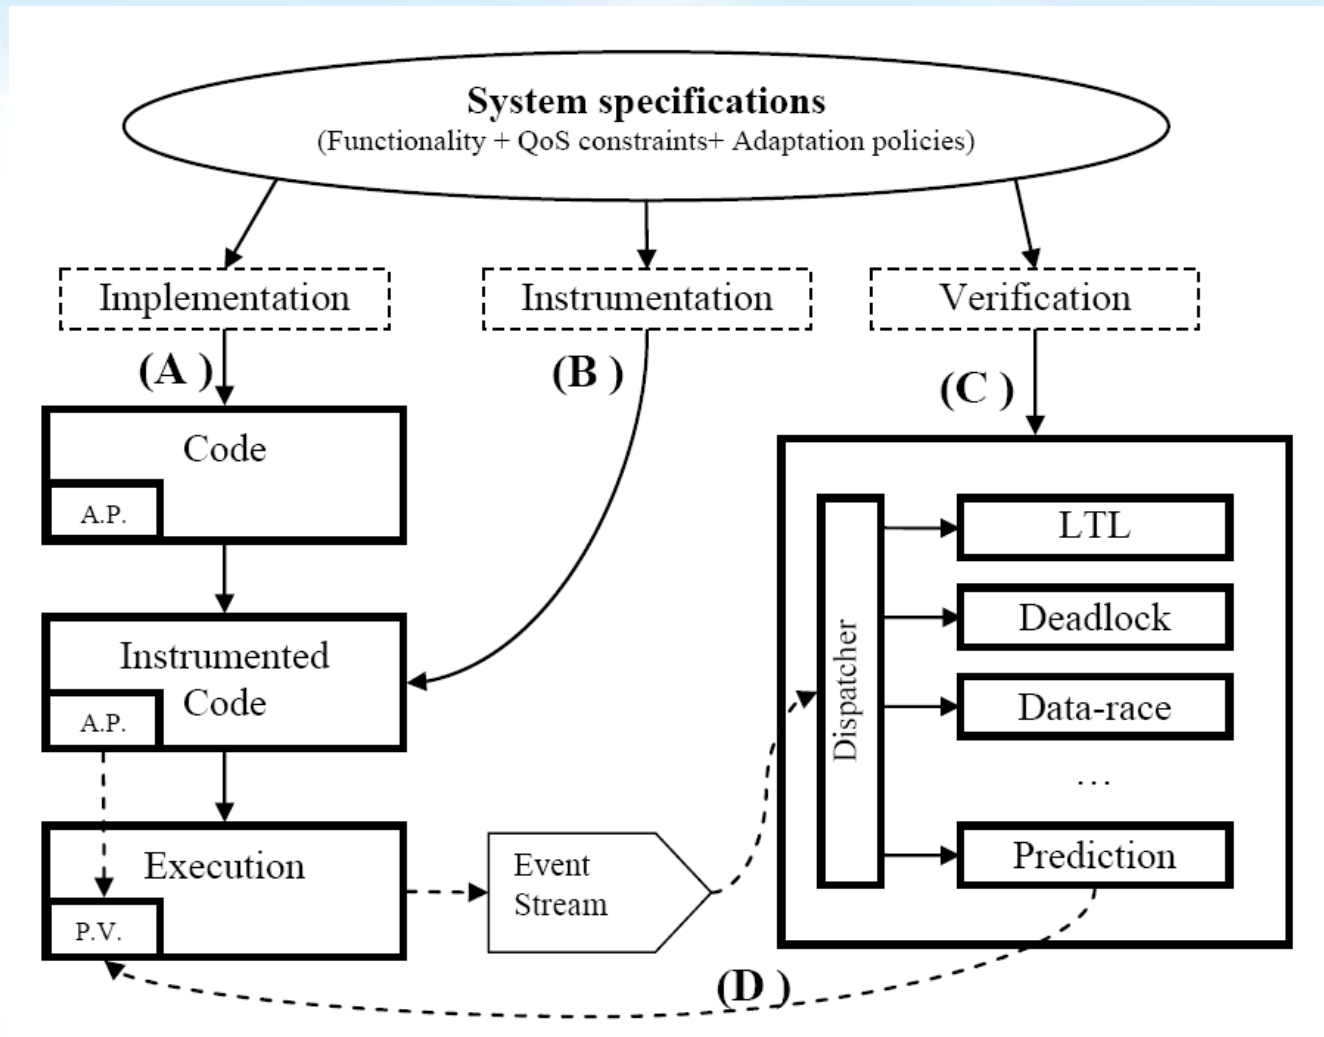 System specifications
(Functionality + QoS constraints+ Adaptation policies)
Implementation
Instrumentation
Verification
(A )
(B )
(C )
Code
A.P.
Instrumented
Code
A.P.
Execution
P.V.
Event
Stream
Dispatcher
LTL
Deadlock
Data-race
...
Prediction
(D )